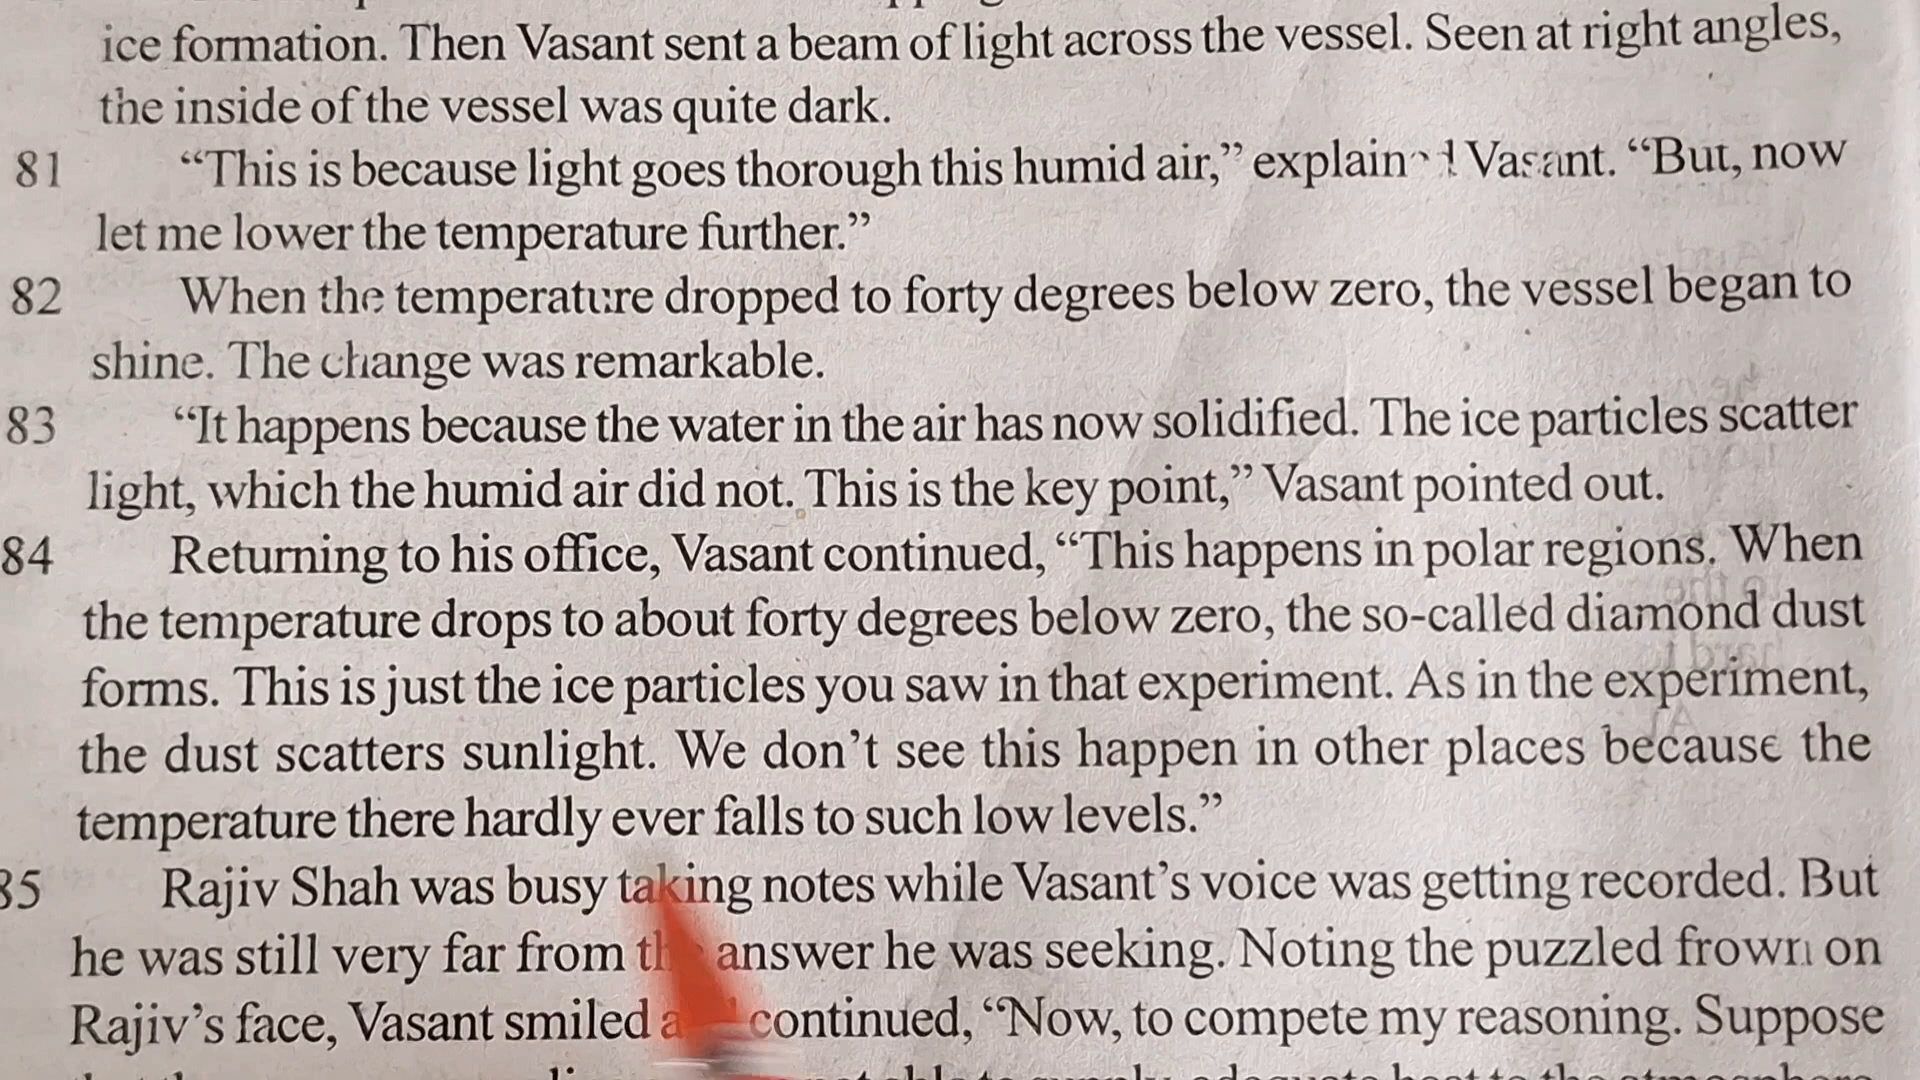 ice formation. Then Vasant sent a beam of light across the vessel. Seen at right angles,
the inside of the vessel was quite dark.
81 “This is because light goes thorough this humid air,” explained Vasant. “But, now
let me lower the temperature further.”
82 When the temperature dropped to forty degrees below zero, the vessel began to
shine. The change was remarkable.
83 “It happens because the water in the air has now solidified. The ice particles scatter
light, which the humid air did not. This is the key point,” Vasant pointed out.
84 Returning to his office, Vasant continued, “This happens in polar regions. When
the temperature drops to about forty degrees below zero, the so-called diamond dust
forms. This is just the ice particles you saw in that experiment. As in the experiment,
the dust scatters sunlight. We don’t see this happen in other places because the
temperature there hardly ever falls to such low levels.”
85 Rajiv Shah was busy taking notes while Vasant’s voice was getting recorded. But
he was still very far from answer he was seeking. Noting the puzzled frown on
Rajiv’s face, Vasant smiled continued, “Now, to compete my reasoning. Suppose